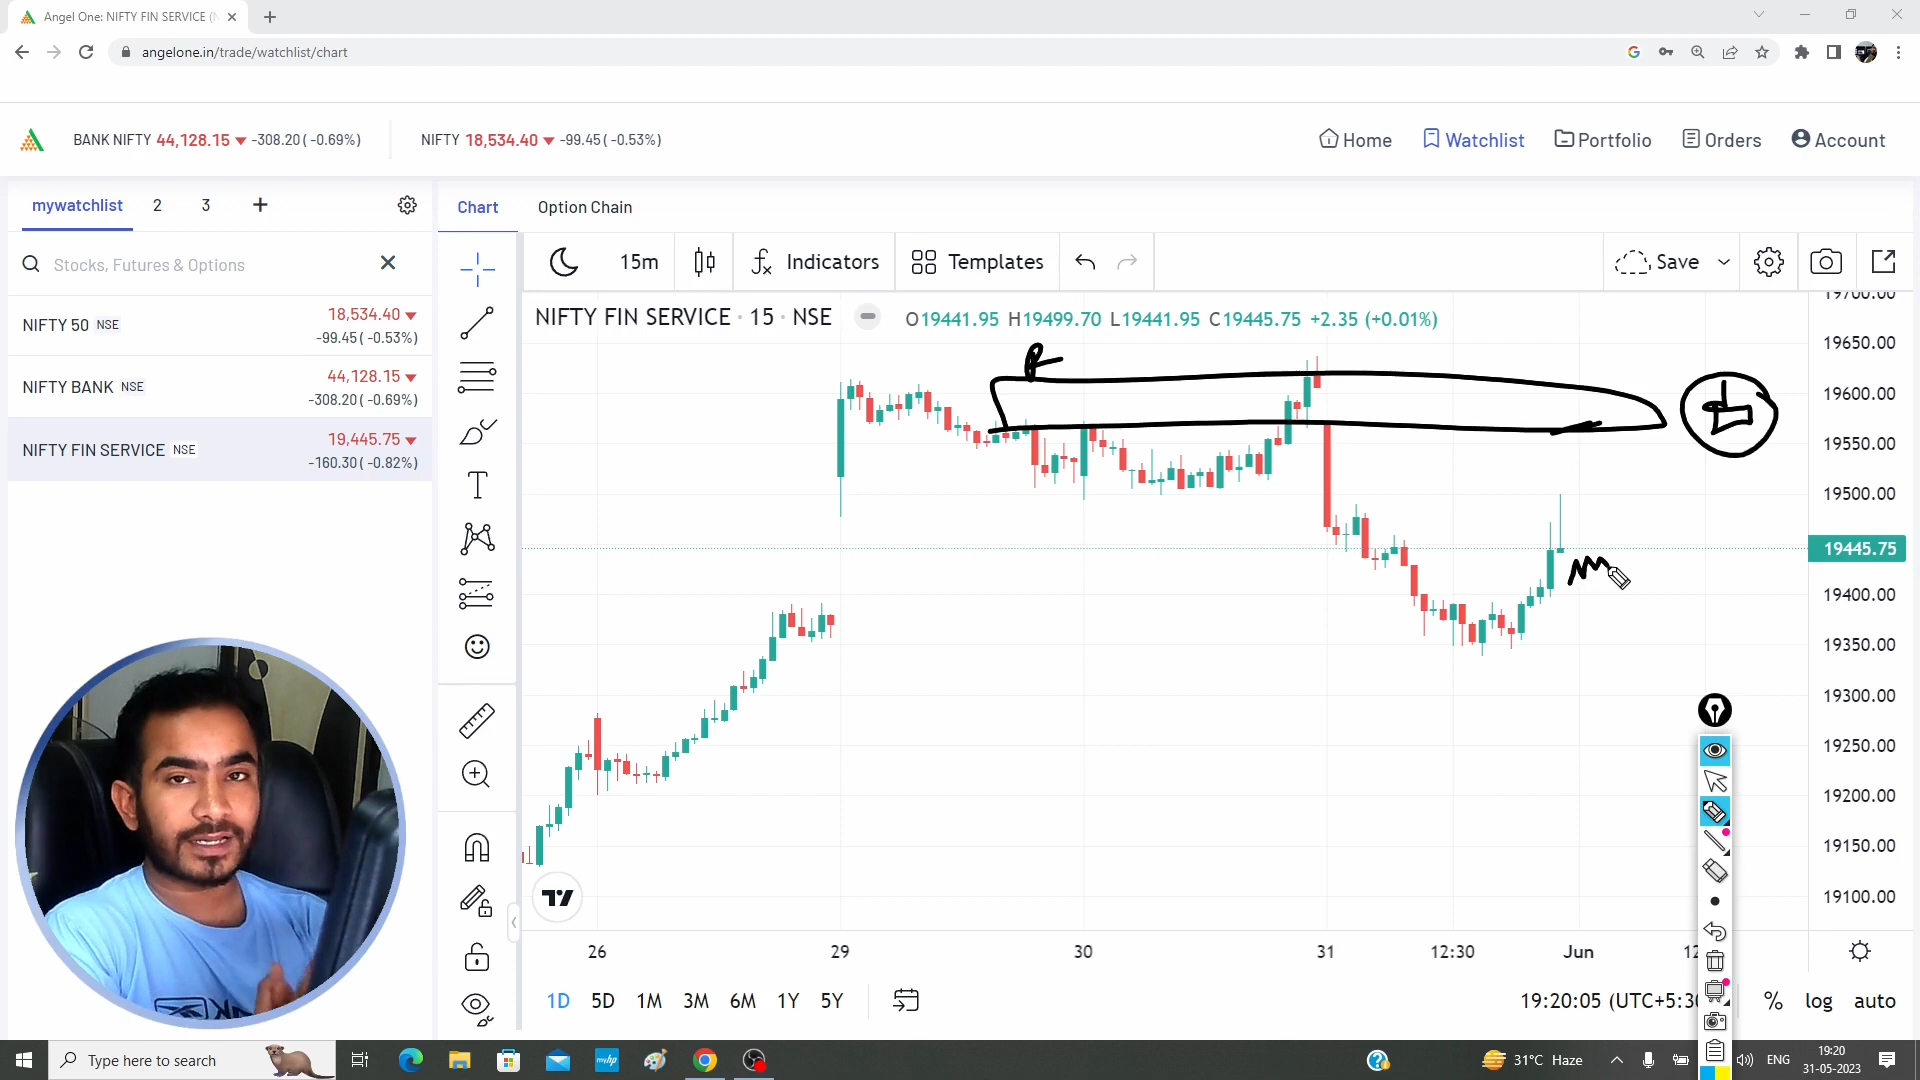 Angel One: NIFTY FIN SERVICE (
angelone.in/trade/watchlist/chart
BANK NIFTY 44,128.15 ▼ -308.20 ( -0.69%)
NIFTY 18,534.40 ▼ -99.45 ( -0.53%)
Home
Watchlist
Portfolio
Orders
Account
mywatchlist
2
3
+
Chart
Option Chain
Stocks, Futures & Options
15m
Indicators
Templates
Save
NIFTY 50 NSE
18,534.40 ▼
-99.45 ( -0.53%)
NIFTY BANK NSE
44,128.15 ▼
-308.20 ( -0.69%)
NIFTY FIN SERVICE NSE
19,445.75 ▼
-160.30 ( -0.82%)
NIFTY FIN SERVICE · 15 · NSE
O19441.95 H19499.70 L19441.95 C19445.75 +2.35 (+0.01%)
R
19700.00
19650.00
19600.00
19550.00
19500.00
19445.75
19400.00
19350.00
19300.00
19250.00
19200.00
19150.00
19100.00
26
29
30
31
12:30
Jun
1D
5D
1M
3M
6M
1Y
5Y
19:20:05 (UTC+5:30
%
log
auto
Type here to search
myhp
31°C Haze
ENG
19:20
31-05-2023